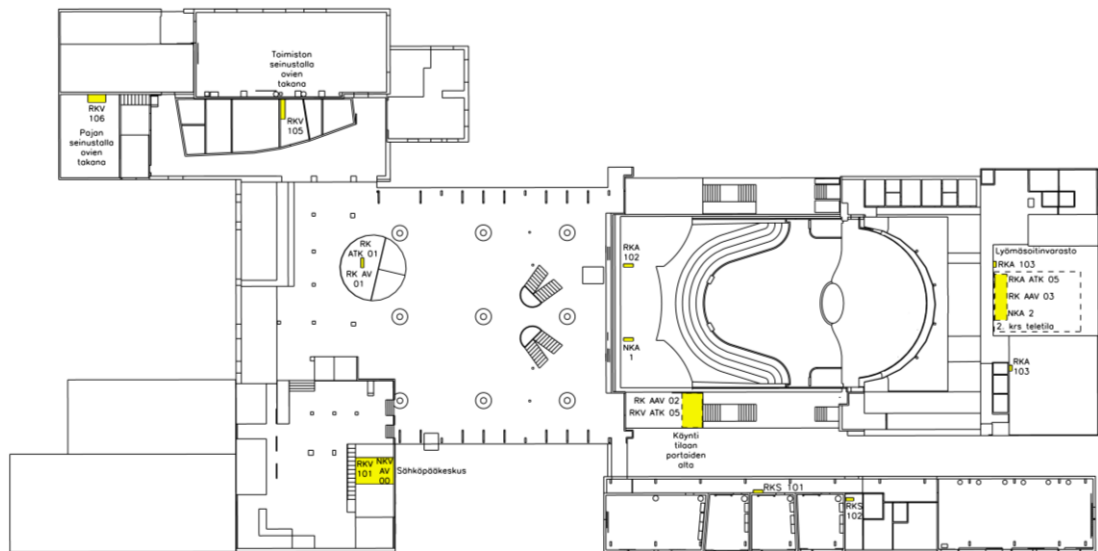 Toimiston
seinustalla
ovien
takana
RKV
106
Pajan
seinustalla
ovien
takana
RKV
105
RK
ATK 01
RK AV
01
RKA
102
NKA
1
Lyömäsoitinvarasto
RKA 103
RKA ATK 05
RK AAV 03
NKA 2
2. krs teletila
RKA
103
RK AAV 02
RKV ATK 05
Käynti
tilaan
portaiden
alta
RKV
101
NKV
AV
00
Sähköpääkeskus
RKS 101
RKS
102